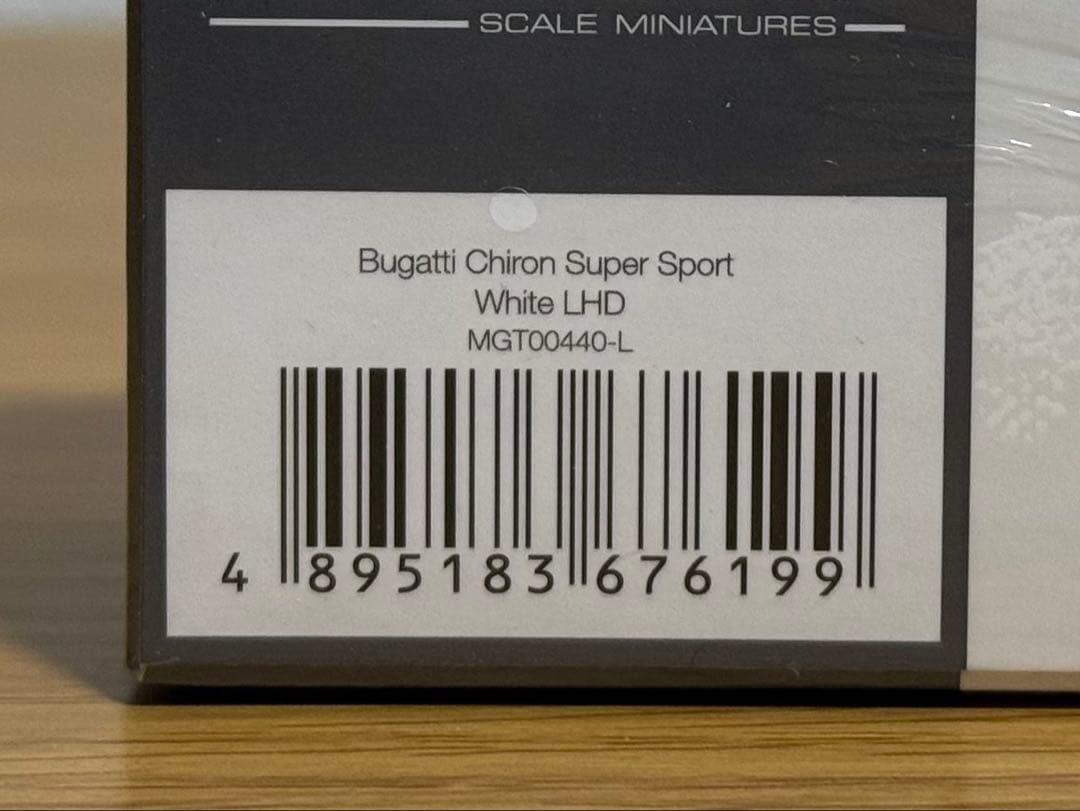 SCALE MINIATURES
Bugatti Chiron Super Sport
White LHD
MGT00440-L
4 895183 676199